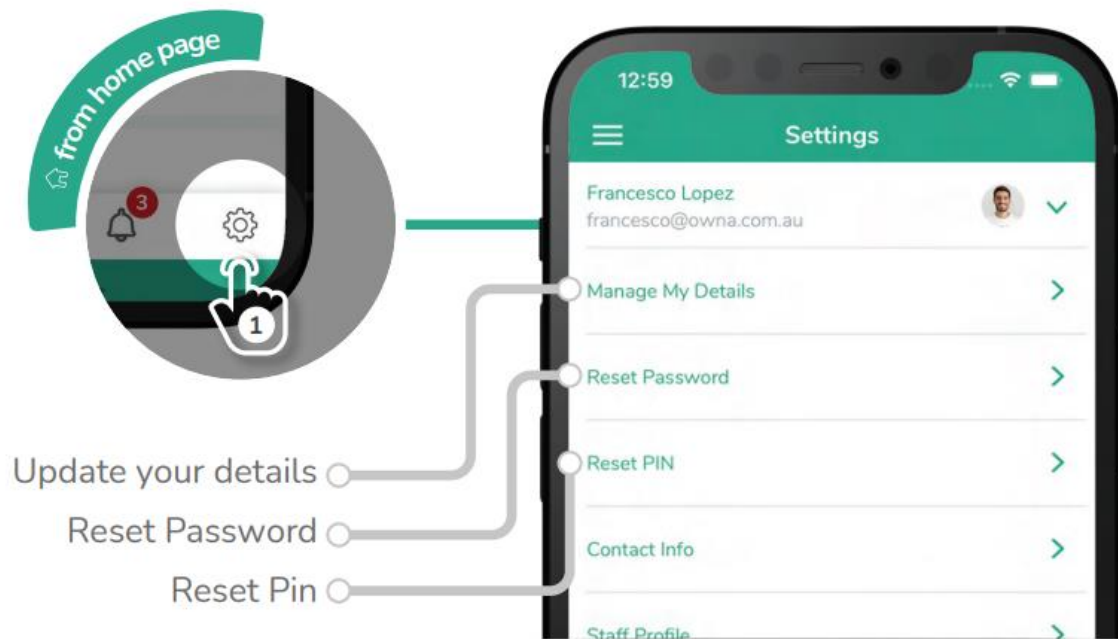 from home page
3
1
12:59
Settings
Francesco Lopez
francesco@owna.com.au
Manage My Details
Reset Password
Reset PIN
Contact Info
Staff Profile
Update your details
Reset Password
Reset Pin